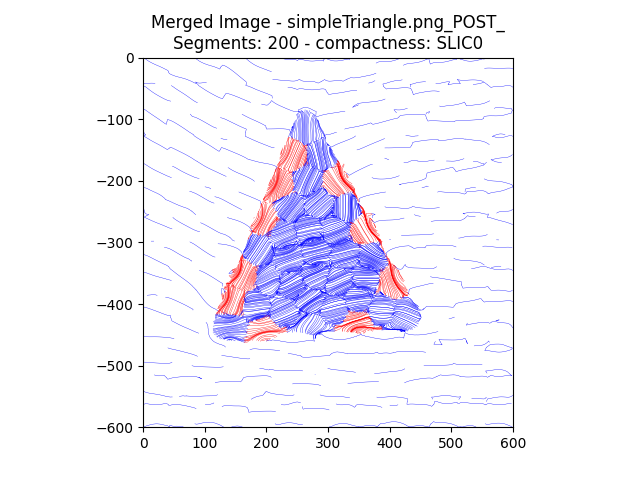 Merged Image - simpleTriangle.png_POST_
Segments: 200 - compactness: SLIC0
0
−100
−200
−300
−400
−500
−600
0 100 200 300 400 500 600